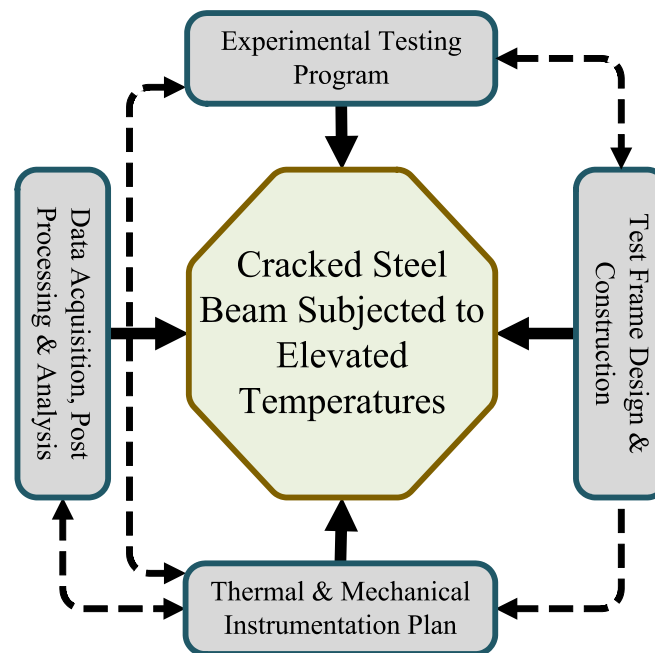 Experimental Testing
Program
Data Acquisition, Post
Processing & Analysis
Cracked Steel
Beam Subjected to
Elevated
Temperatures
Test Frame Design &
Construction
Thermal & Mechanical
Instrumentation Plan